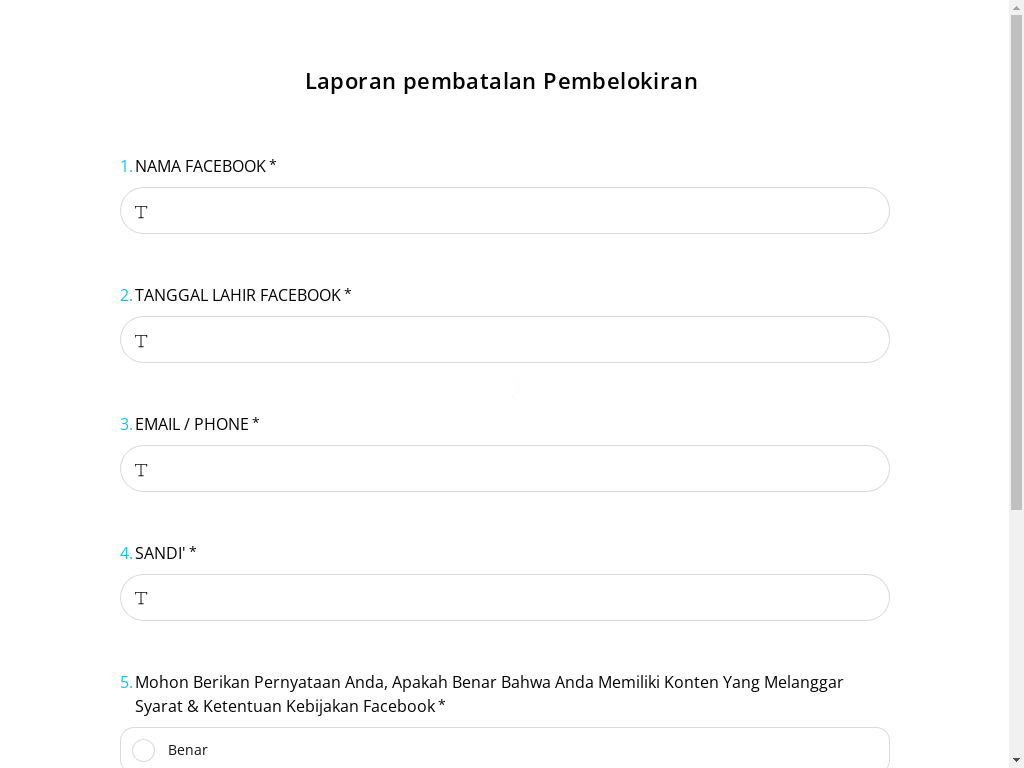 Laporan pembatalan Pembelokiran
1. NAMA FACEBOOK *
2. TANGGAL LAHIR FACEBOOK *
3. EMAIL / PHONE *
4. SANDI' *
5. Mohon Berikan Pernyataan Anda, Apakah Benar Bahwa Anda Memiliki Konten Yang Melanggar
Syarat & Ketentuan Kebijakan Facebook *
Benar